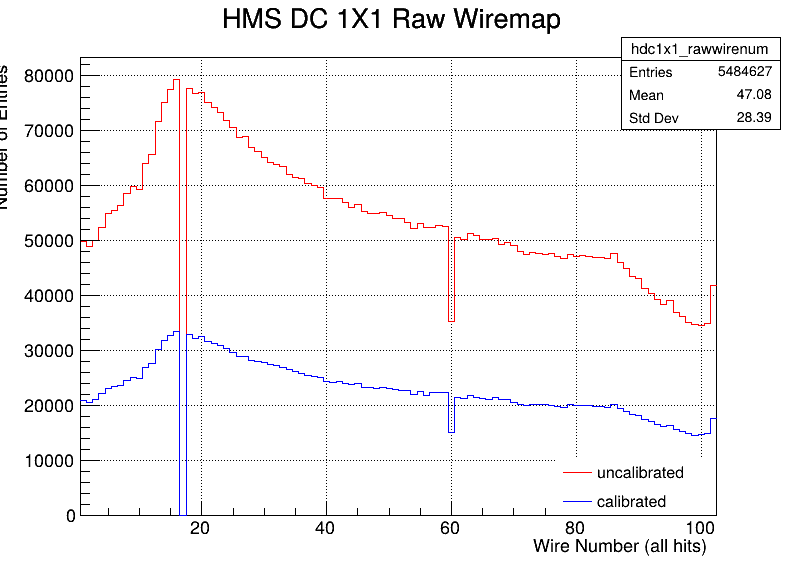 HMS DC 1X1 Raw Wiremap
hdc1x1_rawwirenum
Entries 5484627
Mean 47.08
Std Dev 28.39
Number of Entries
80000
70000
60000
50000
40000
30000
20000
10000
0
uncalibrated
calibrated
20 40 60 80 100
Wire Number (all hits)